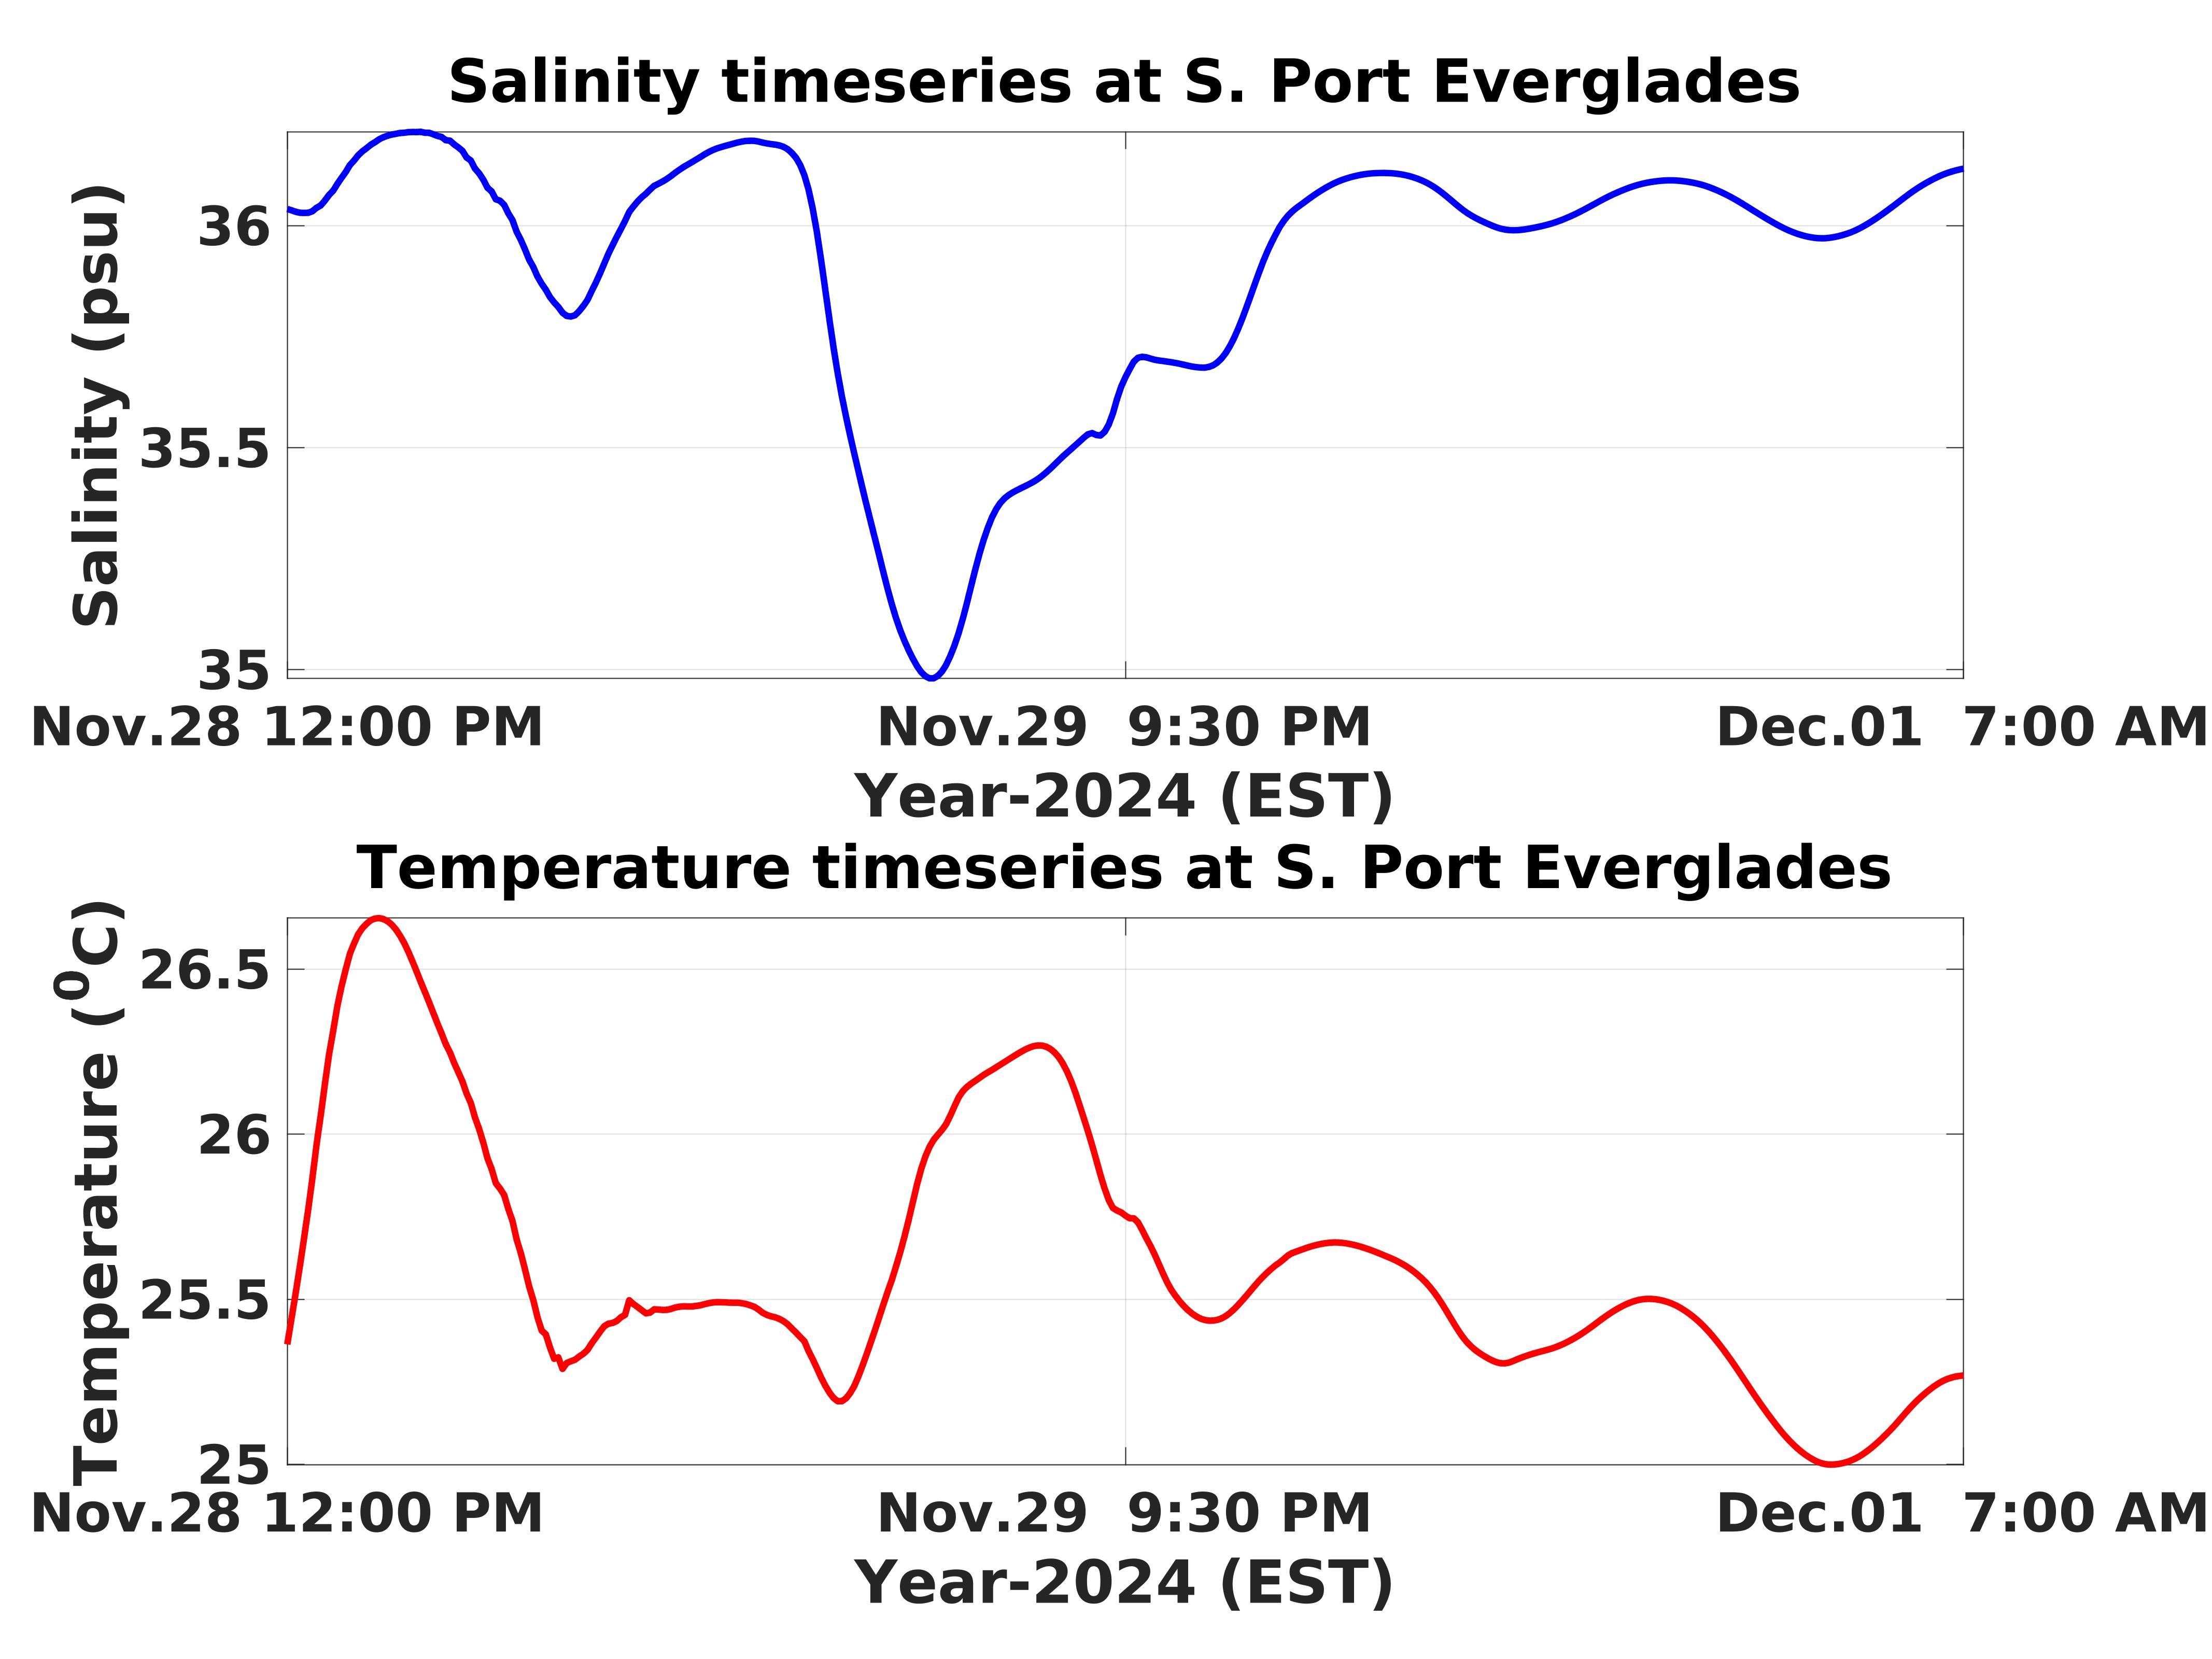 Salinity timeseries at S. Port Everglades
Salinity (psu)
36
35.5
35
Nov.28 12:00 PM Nov.29  9:30 PM Dec.01  7:00 AM
Year-2024 (EST)
Temperature timeseries at S. Port Everglades
Temperature (⁰C)
26.5
26
25.5
25
Nov.28 12:00 PM Nov.29  9:30 PM Dec.01  7:00 AM
Year-2024 (EST)